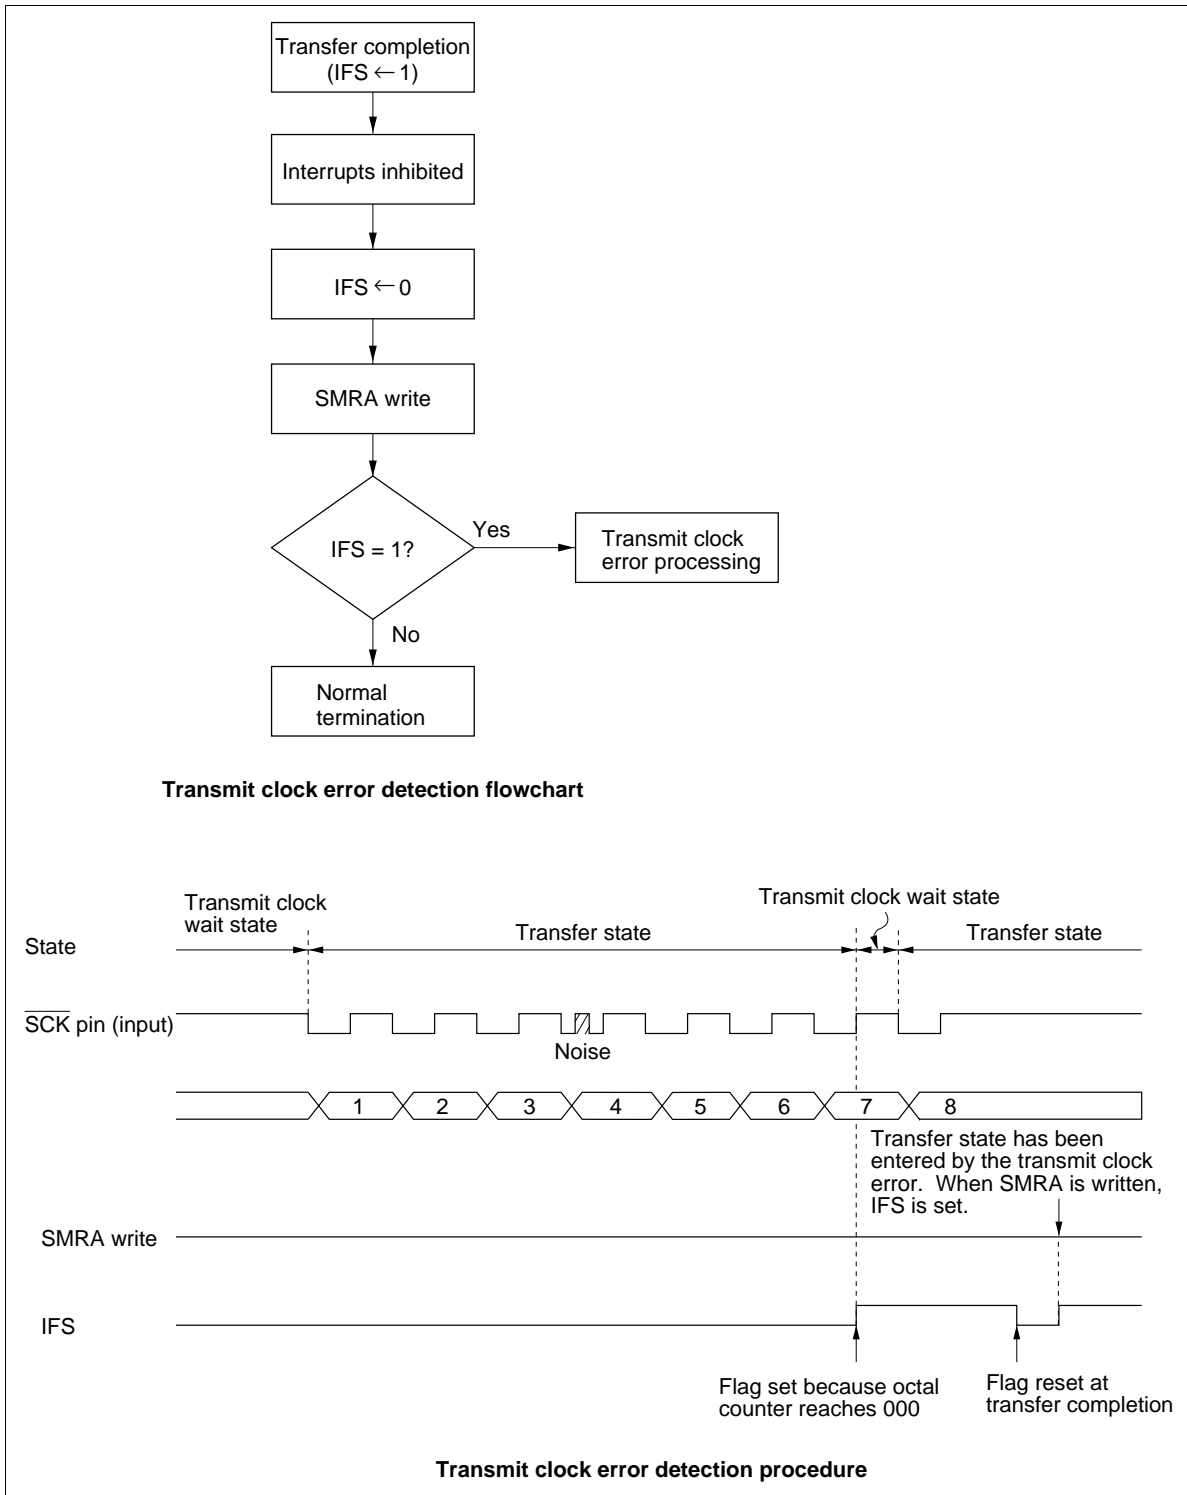 Transfer completion
(IFS ← 1)
Interrupts inhibited
IFS ← 0
SMRA write
IFS = 1?
Yes
Transmit clock
error processing
No
Normal
termination
Transmit clock error detection flowchart
Transmit clock
wait state
Transmit clock wait state
State
Transfer state
Transfer state
SCK pin (input)
Noise
1 2 3 4 5 6 7 8
Transfer state has been
entered by the transmit clock
error. When SMRA is written,
IFS is set.
SMRA write
IFS
Flag set because octal
counter reaches 000
Flag reset at
transfer completion
Transmit clock error detection procedure